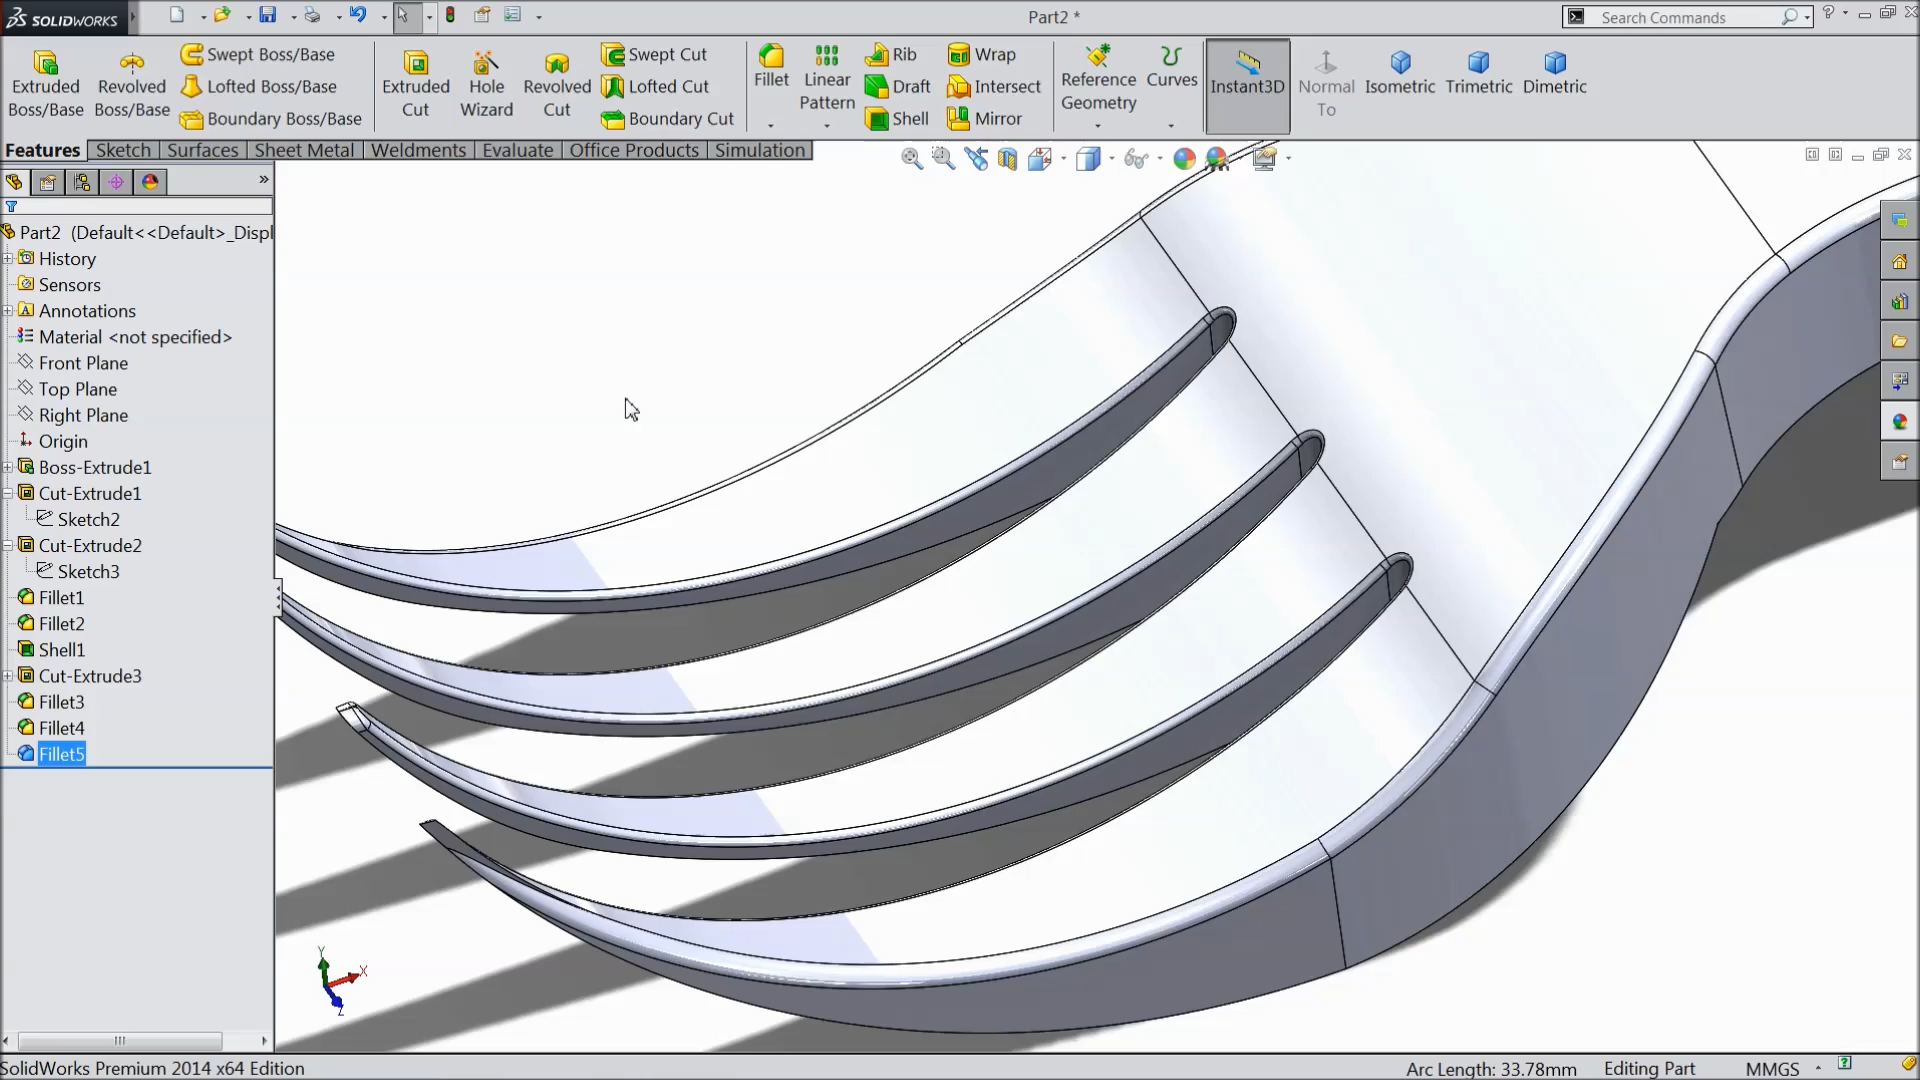 SOLIDWORKS
Part2 *
Search Commands
?
Extruded Boss/Base
Revolved Boss/Base
Swept Boss/Base
Lofted Boss/Base
Boundary Boss/Base
Extruded Cut
Hole Wizard
Revolved Cut
Swept Cut
Lofted Cut
Boundary Cut
Fillet
Linear Pattern
Rib
Draft
Shell
Wrap
Intersect
Mirror
Reference Geometry
Curves
Instant3D
Normal To
Isometric
Trimetric
Dimetric
Features
Sketch
Surfaces
Sheet Metal
Weldments
Evaluate
Office Products
Simulation
»
Part2 (Default<<Default>_Displ
History
Sensors
Annotations
Material <not specified>
Front Plane
Top Plane
Right Plane
Origin
Boss-Extrude1
Cut-Extrude1
Sketch2
Cut-Extrude2
Sketch3
Fillet1
Fillet2
Shell1
Cut-Extrude3
Fillet3
Fillet4
Fillet5
Y
X
Z
SolidWorks Premium 2014 x64 Edition
Arc Length: 33.78mm
Editing Part
MMGS
?